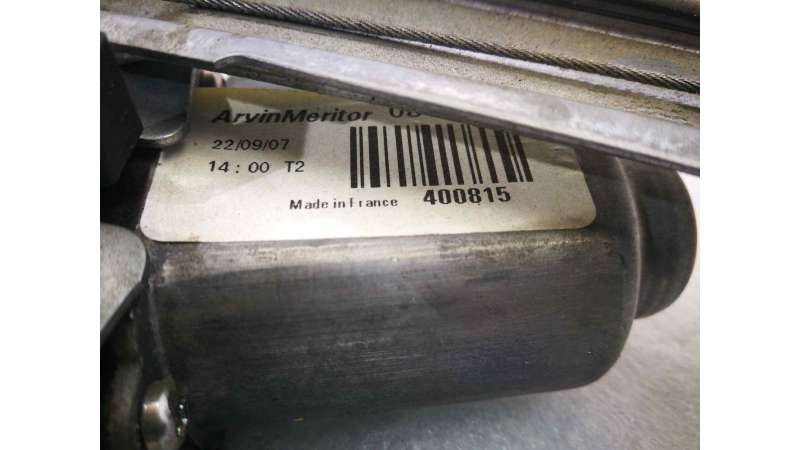 ArvinMeritor
22/09/07
14:00 T2
Made in France 400815